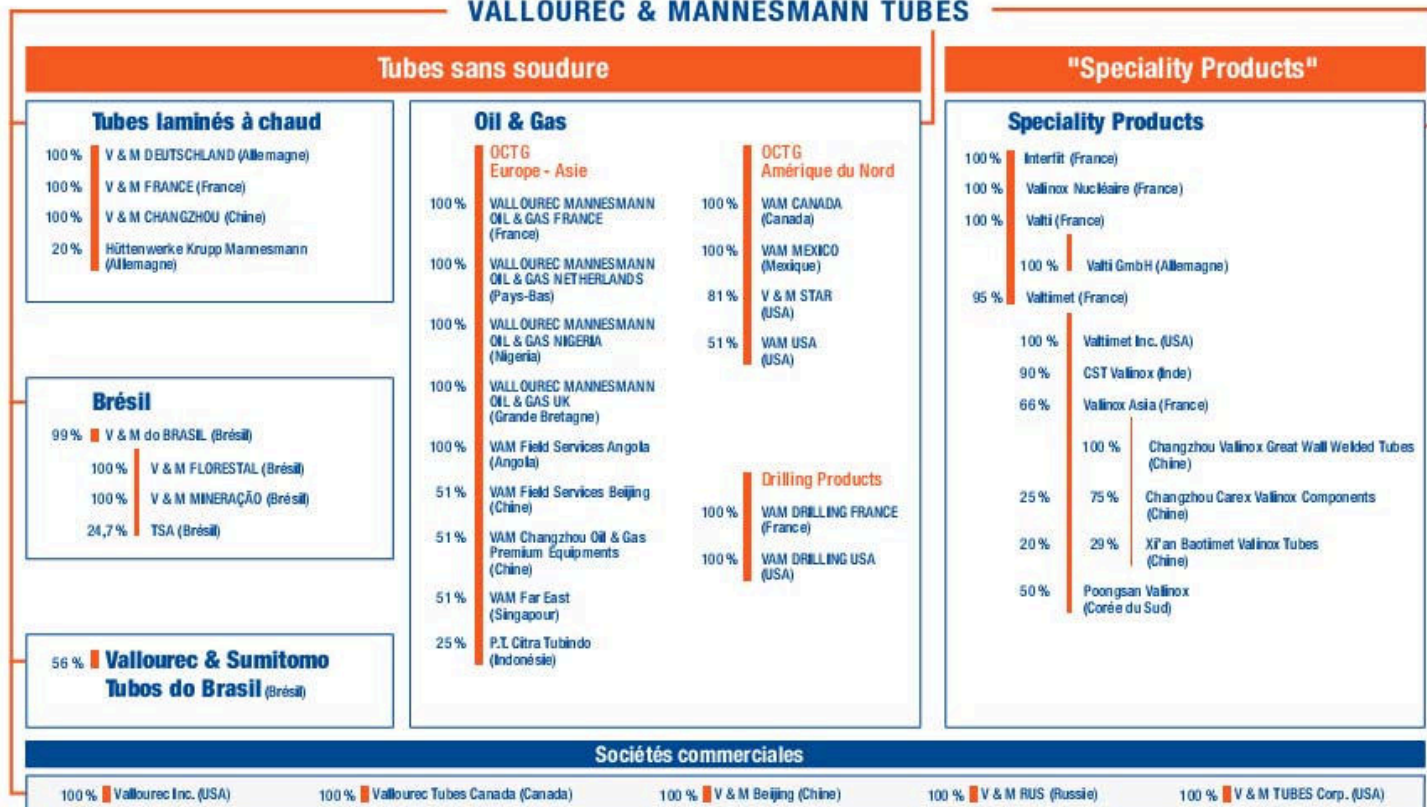 VALLOUREC & MANNESMANN TUBES
Tubes sans soudure
Tubes laminés à chaud
100 % V & M DEUTSCHLAND (Allemagne)
100 % V & M FRANCE (France)
100 % V & M CHANGZHOU (Chine)
20 % Hüttenwerke Krupp Mannesmann
(Allemagne)
Brésil
99 % V & M do BRASIL (Brésil)
100 % V & M FLORESTAL (Brésil)
100 % V & M MINERAÇÃO (Brésil)
24,7 % TSA (Brésil)
56 % Vallourec & Sumitomo
Tubos do Brasil (Brésil)
Oil & Gas
OCTG
Europe - Asie
100 % VALLOUREC MANNESMANN
OIL & GAS FRANCE
(France)
100 % VALLOUREC MANNESMANN
OIL & GAS NETHERLANDS
(Pays-Bas)
100 % VALLOUREC MANNESMANN
OIL & GAS NIGERIA
(Nigeria)
100 % VALLOUREC MANNESMANN
OIL & GAS UK
(Grande Bretagne)
100 % VAM Field Services Angola
(Angola)
51 % VAM Field Services Beijing
(Chine)
51 % VAM Changzhou Oil & Gas
Premium Equipments
(Chine)
51 % VAM Far East
(Singapour)
25 % P.T. Citra Tubindo
(Indonésie)
OCTG
Amérique du Nord
100 % VAM CANADA
(Canada)
100 % VAM MEXICO
(Mexique)
81 % V & M STAR
(USA)
51 % VAM USA
(USA)
Drilling Products
100 % VAM DRILLING FRANCE
(France)
100 % VAM DRILLING USA
(USA)
"Speciality Products"
Speciality Products
100 % Interfit (France)
100 % Valinox Nucléaire (France)
100 % Valti (France)
100 % Valti GmbH (Allemagne)
95 % Valtimet (France)
100 % Valtimet Inc. (USA)
90 % CST Valinox (Inde)
66 % Valinox Asia (France)
100 % Changzhou Valinox Great Wall Welded Tubes
(Chine)
25 % 75 % Changzhou Carex Valinox Components
(Chine)
20 % 29 % Xi'an Baotimet Valinox Tubes
(Chine)
50 % Poongsan Valinox
(Corée du Sud)
Sociétés commerciales
100 % Vallourec Inc. (USA) 100 % Vallourec Tubes Canada (Canada) 100 % V & M Beijing (Chine) 100 % V & M RUS (Russie) 100 % V & M TUBES Corp. (USA)